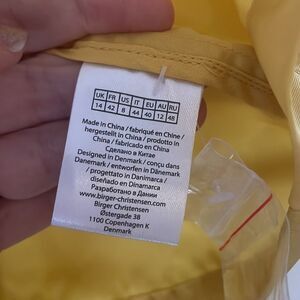 UK FR US IT EU AU RU
14 42 8 44 40 12 48
Made in China / fabriqué en Chine /
hergestellt in China / prodotto in
China / fabricado en China
Сделано в Китае
Designed in Denmark / conçu dans
Danemark / entworfen in Dänemark
/ progettato in Danimarca /
diseñado en Dinamarca
Разработано в Дании
www.birger-christensen.com
Birger Christensen
Østergade 38
1100 Copenhagen K
Denmark